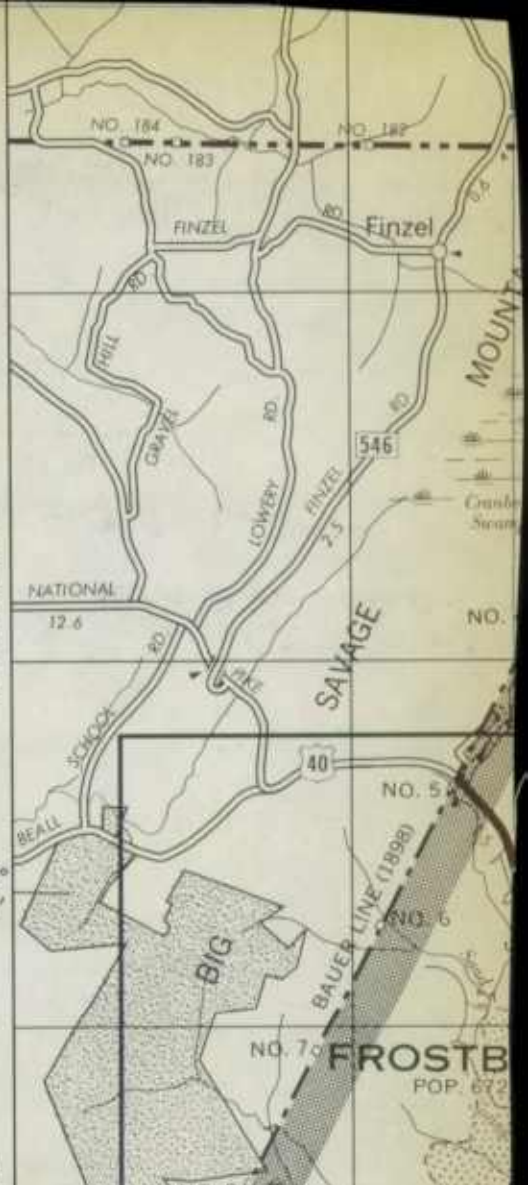 NO. 184
NO. 182
NO. 183
0.6
FINZEL
RD
Finzel
RD
HILL
GRAVEL
RD
RD
546
FINZEL
2.5
LOWERY
NATIONAL
12.6
NO.
SAVAGE
RD
PIKE
SCHOOL
40
NO. 5
BEALL
BAUER LINE (1898)
NO. 6
BIG
NO. 7
FROSTB
POP. 672